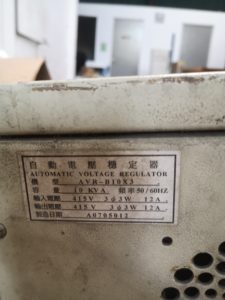 自動電壓穩定器
AUTOMATIC VOLTAGE REGULATOR
機型 AVR-B10X3
容量 10 KVA 頻率 50/60HZ
輸入電壓 415V 3φ3W 12A
輸出電壓 415V 3φ3W 12A
製造日期 A0705012